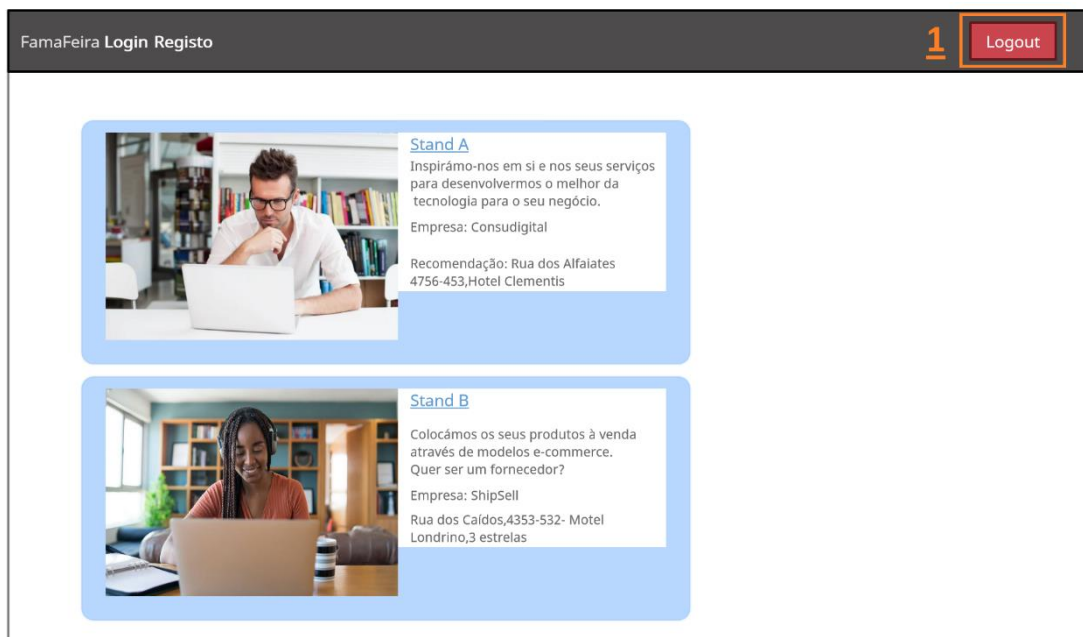 FamaFeira Login Registo
1
Logout
Stand A
Inspirámo-nos em si e nos seus serviços
para desenvolvermos o melhor da
tecnologia para o seu negócio.
Empresa: Consudigital
Recomendação: Rua dos Alfaiates
4756-453,Hotel Clementis
Stand B
Colocámos os seus produtos à venda
através de modelos e-commerce.
Quer ser um fornecedor?
Empresa: ShipSell
Rua dos Caídos,4353-532- Motel
Londrino,3 estrelas